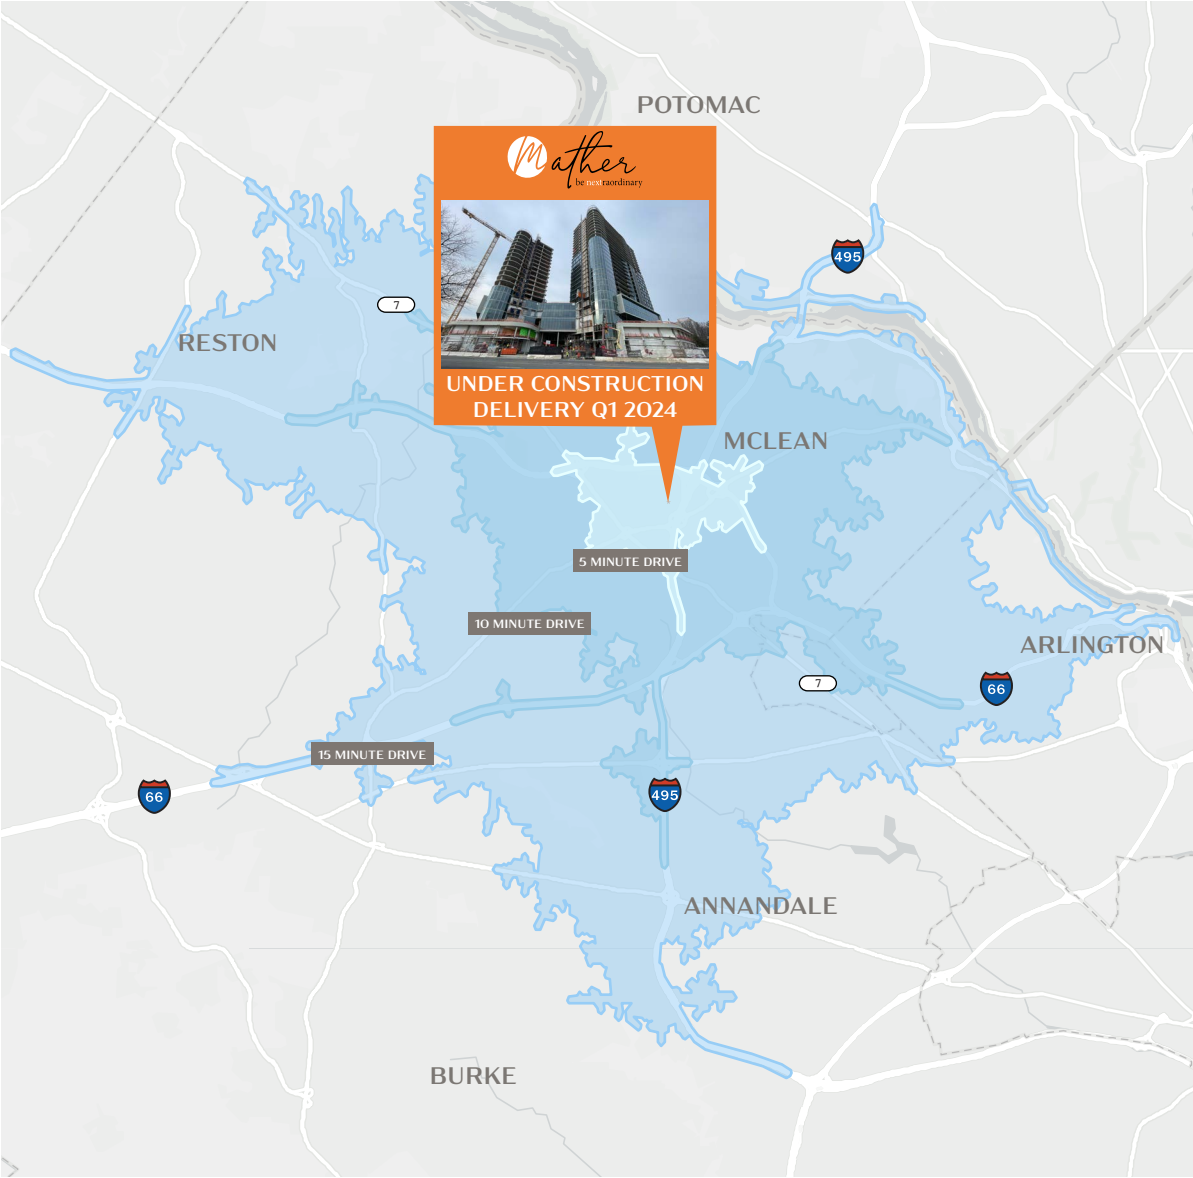 POTOMAC
Mather
be nextraordinary
495
7
RESTON
UNDER CONSTRUCTION
DELIVERY Q1 2024
MCLEAN
5 MINUTE DRIVE
10 MINUTE DRIVE
ARLINGTON
7
66
15 MINUTE DRIVE
66
495
ANNANDALE
BURKE